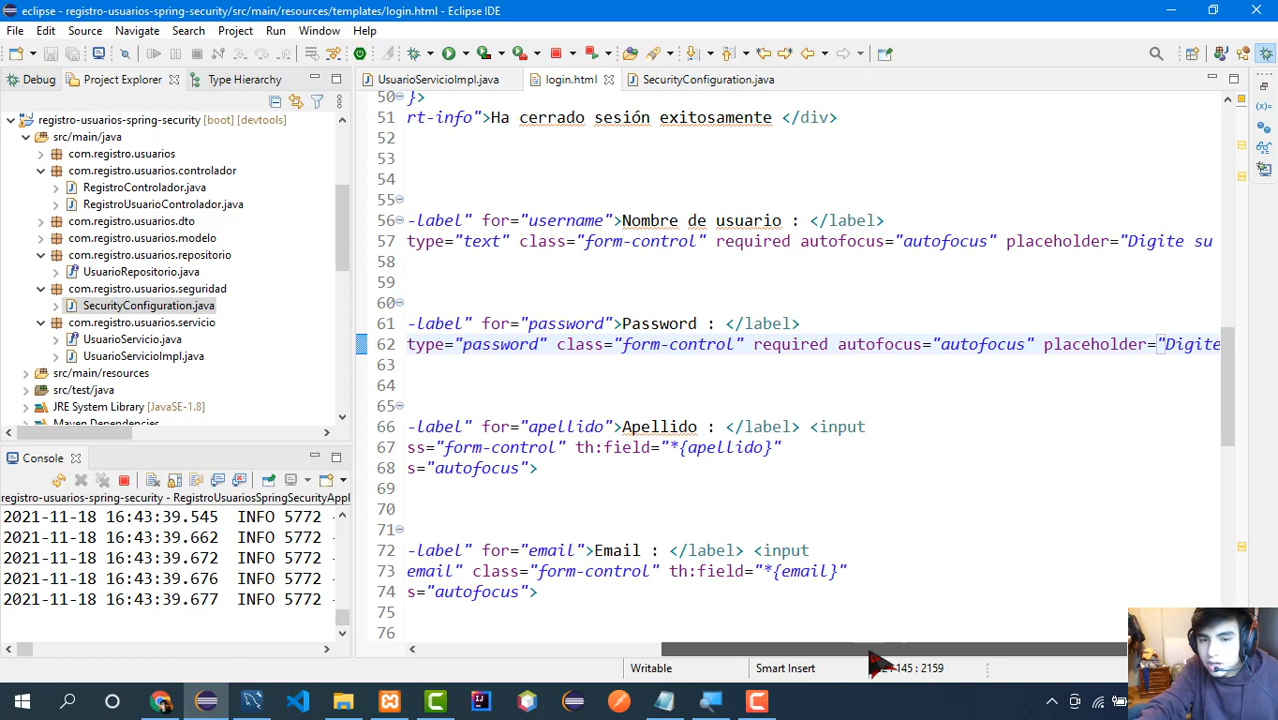 eclipse - registro-usuarios-spring-security/src/main/resources/templates/login.html - Eclipse IDE
File Edit Source Navigate Search Project Run Window Help
Debug Project Explorer Type Hierarchy
UsuarioServicioImpl.java login.html SecurityConfiguration.java
registro-usuarios-spring-security [boot] [devtools]
src/main/java
com.registro.usuarios
com.registro.usuarios.controlador
RegistroControlador.java
RegistroUsuarioControlador.java
com.registro.usuarios.dto
com.registro.usuarios.modelo
com.registro.usuarios.repositorio
UsuarioRepositorio.java
com.registro.usuarios.seguridad
SecurityConfiguration.java
com.registro.usuarios.servicio
UsuarioServicio.java
UsuarioServicioImpl.java
src/main/resources
src/test/java
JRE System Library [JavaSE-1.8]
Maven Dependencies
50 }>
51 rt-info">Ha cerrado sesión exitosamente </div>
52
53
54
55
56 -label" for="username">Nombre de usuario : </label>
57 type="text" class="form-control" required autofocus="autofocus" placeholder="Digite su
58
59
60
61 -label" for="password">Password : </label>
62 type="password" class="form-control" required autofocus="autofocus" placeholder="Digite
63
64
65
66 -label" for="apellido">Apellido : </label> <input
67 ss="form-control" th:field="*{apellido}"
68 s="autofocus">
69
70
71
72 -label" for="email">Email : </label> <input
73 email" class="form-control" th:field="*{email}"
74 s="autofocus">
75
76
Console
registro-usuarios-spring-security - RegistroUsuariosSpringSecurityAppl
2021-11-18 16:43:39.545 INFO 5772
2021-11-18 16:43:39.662 INFO 5772
2021-11-18 16:43:39.672 INFO 5772
2021-11-18 16:43:39.676 INFO 5772
2021-11-18 16:43:39.677 INFO 5772
Writable Smart Insert 145 : 2159